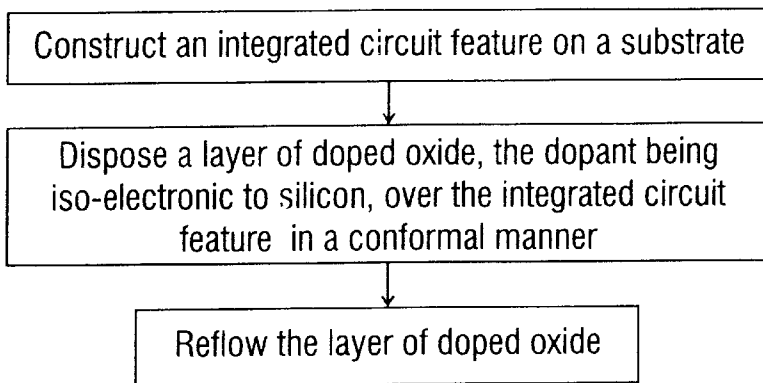 Construct an integrated circuit feature on a substrate
Dispose a layer of doped oxide, the dopant being
iso-electronic to silicon, over the integrated circuit
feature in a conformal manner
Reflow the layer of doped oxide